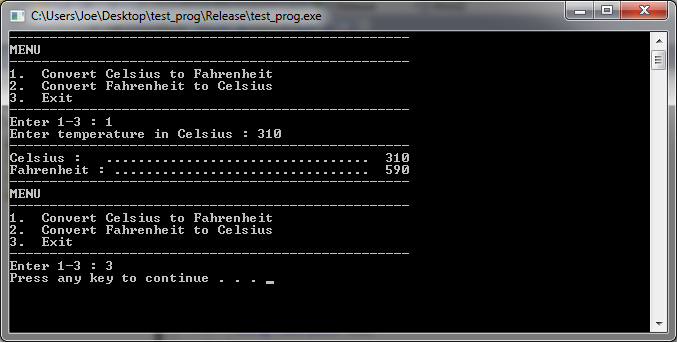 C:\Users\Joe\Desktop\test_prog\Release\test_prog.exe
--------------------------------------------------
MENU
--------------------------------------------------
1.  Convert Celsius to Fahrenheit
2.  Convert Fahrenheit to Celsius
3.  Exit
--------------------------------------------------
Enter 1-3 : 1
Enter temperature in Celsius : 310
--------------------------------------------------
Celsius :   .................................  310
Fahrenheit : ................................  590
--------------------------------------------------
MENU
--------------------------------------------------
1.  Convert Celsius to Fahrenheit
2.  Convert Fahrenheit to Celsius
3.  Exit
--------------------------------------------------
Enter 1-3 : 3
Press any key to continue . . . _